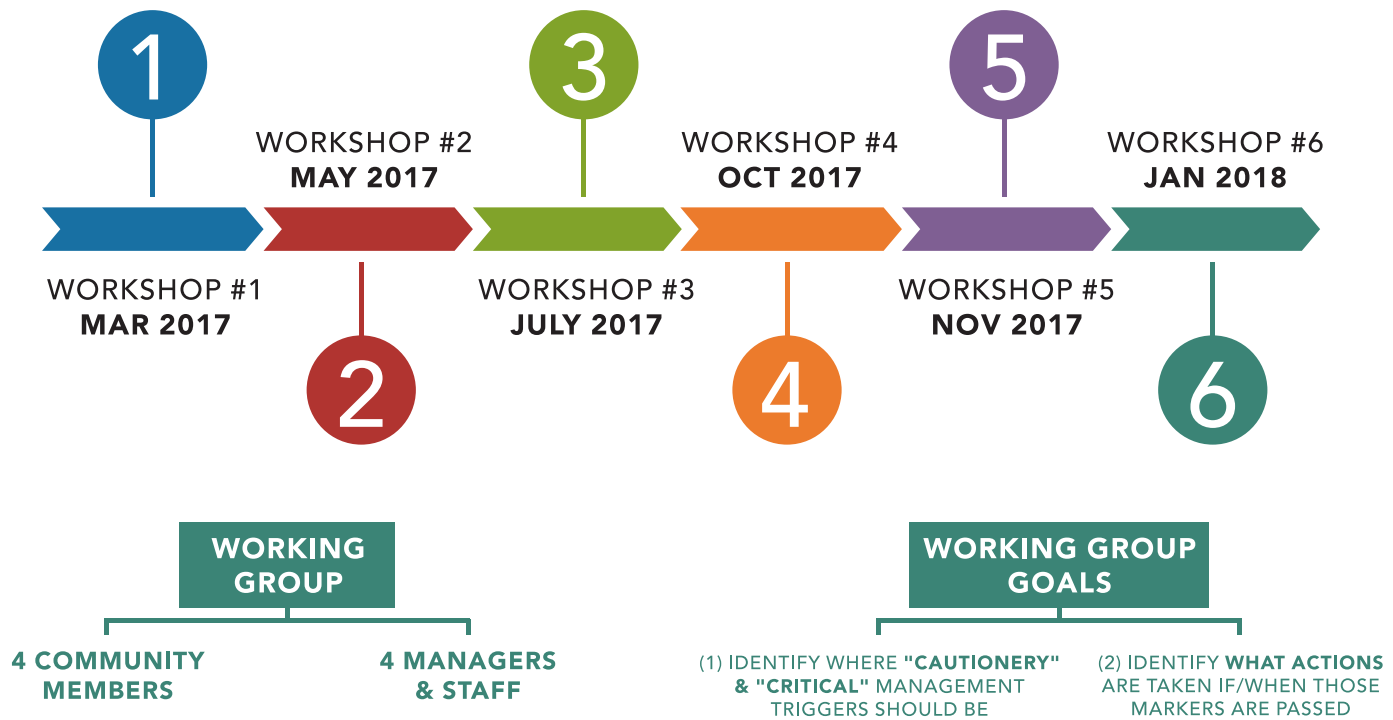 1
3
5
WORKSHOP #2
MAY 2017
WORKSHOP #4
OCT 2017
WORKSHOP #6
JAN 2018
WORKSHOP #1
MAR 2017
WORKSHOP #3
JULY 2017
WORKSHOP #5
NOV 2017
2
4
6
WORKING
GROUP
4 COMMUNITY
MEMBERS
4 MANAGERS
& STAFF
WORKING GROUP
GOALS
(1) IDENTIFY WHERE "CAUTIONERY"
& "CRITICAL" MANAGEMENT
TRIGGERS SHOULD BE
(2) IDENTIFY WHAT ACTIONS
ARE TAKEN IF/WHEN THOSE
MARKERS ARE PASSED